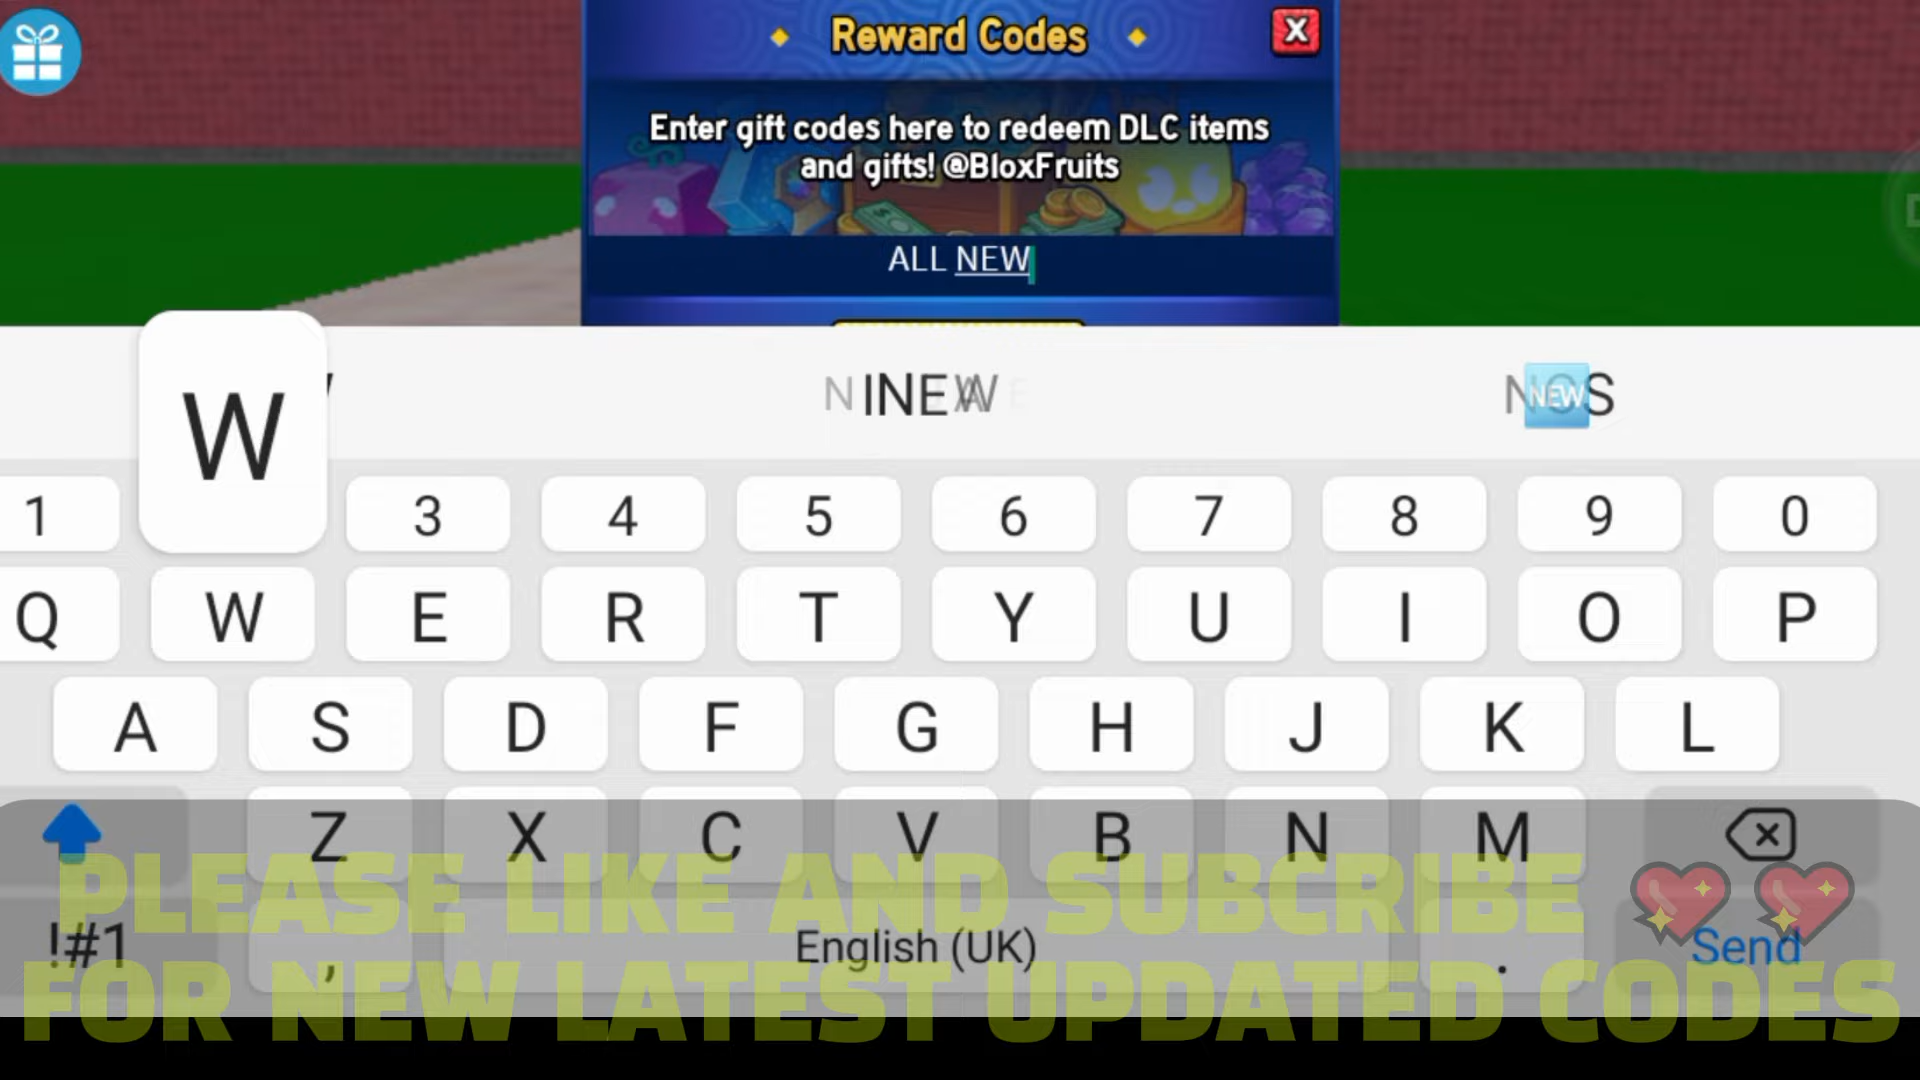 Reward Codes
X
Enter gift codes here to redeem DLC items
and gifts! @BloxFruits
ALL NEW
W
NEW
1 3 4 5 6 7 8 9 0
Q W E R T Y U I O P
A S D F G H J K L
Z X C V B N M
PLEASE LIKE AND SUBCRIBE
!#1 , English (UK) . Send
FOR NEW LATEST UPDATED CODES